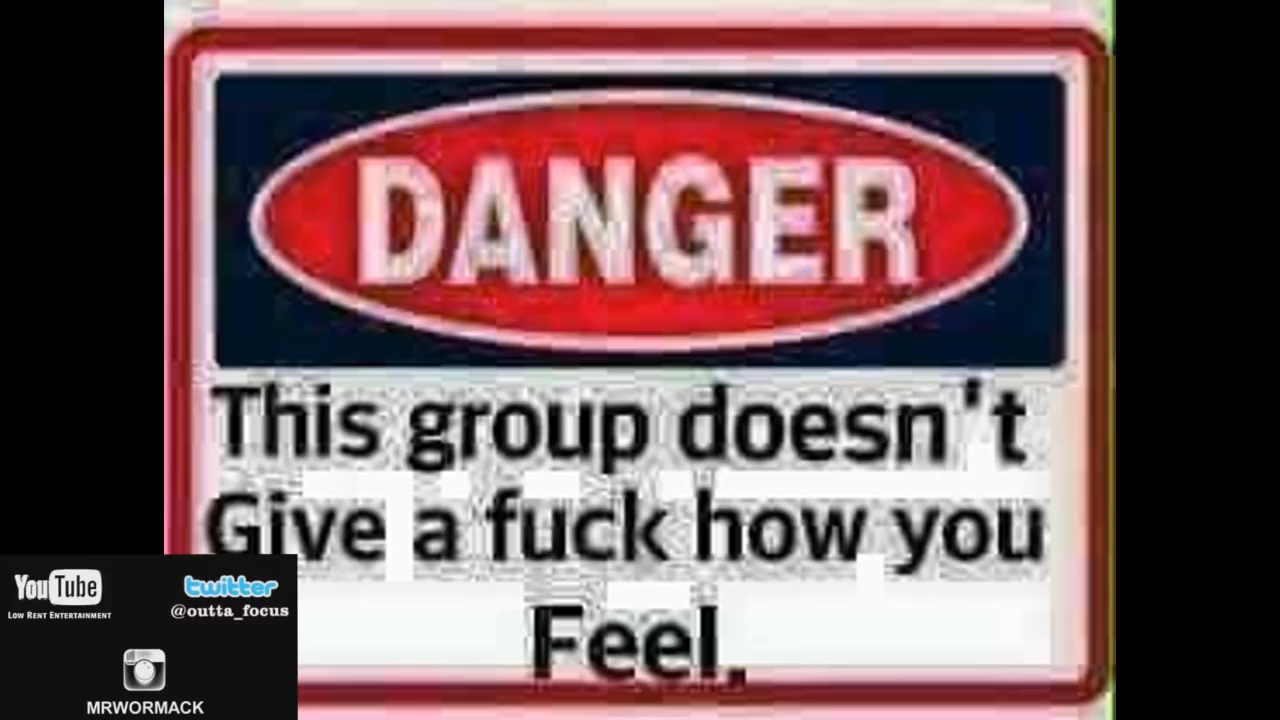 DANGER
This group doesn't
Give a fuck how you
Feel.
YouTube
LOW RENT ENTERTAINMENT
twitter
@outta_focus
MRWORMACK